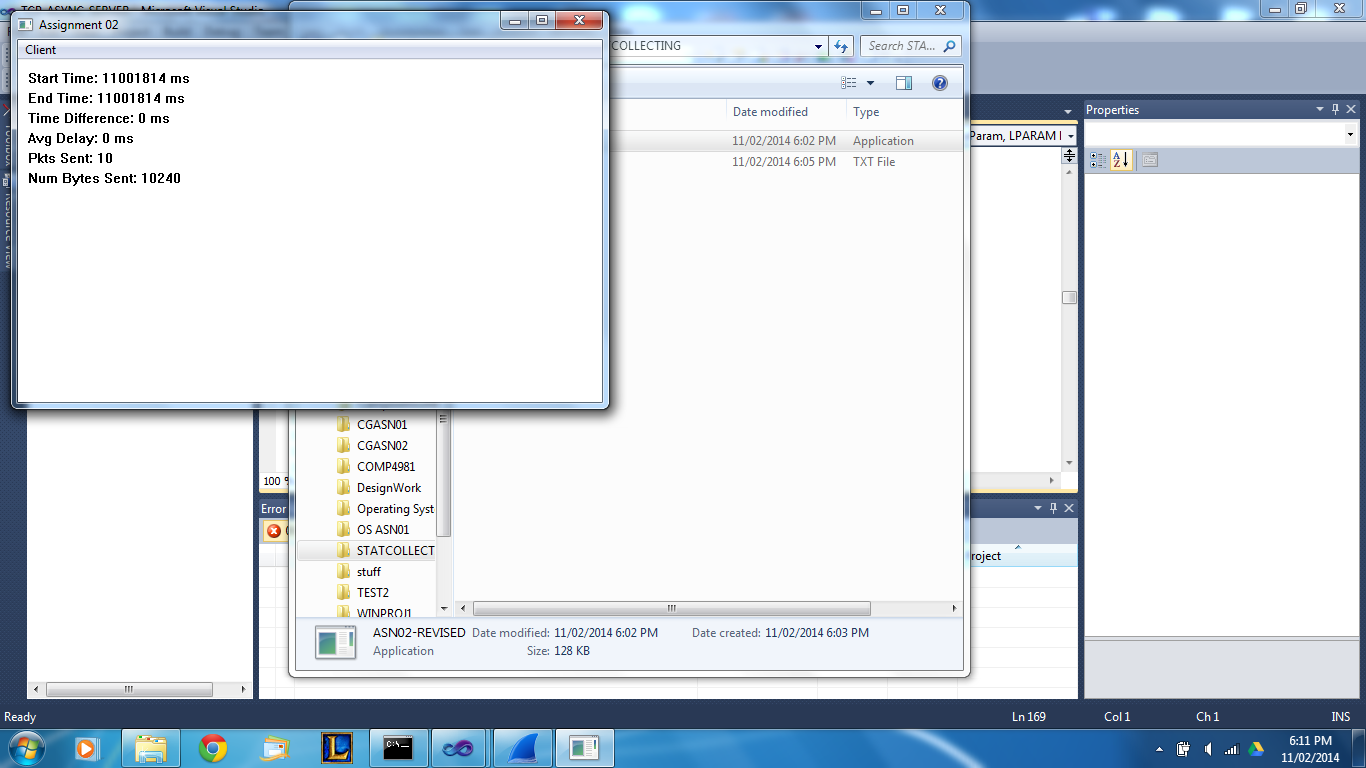 TCP-ASYNC-SERVER - Microsoft Visual Studio
Assignment 02
Client
Start Time: 11001814 ms
End Time: 11001814 ms
Time Difference: 0 ms
Avg Delay: 0 ms
Pkts Sent: 10
Num Bytes Sent: 10240
COLLECTING
Search STA...
Date modified
Type
11/02/2014 6:02 PM
Application
11/02/2014 6:05 PM
TXT File
Param, LPARAM l
Properties
CGASN01
CGASN02
COMP4981
DesignWork
Operating Syst
OS ASN01
STATCOLLECT
stuff
TEST2
WINPROJ1
100 %
Error
roject
ASN02-REVISED
Date modified: 11/02/2014 6:02 PM
Date created: 11/02/2014 6:03 PM
Application
Size: 128 KB
Ready
Ln 169
Col 1
Ch 1
INS
6:11 PM
11/02/2014